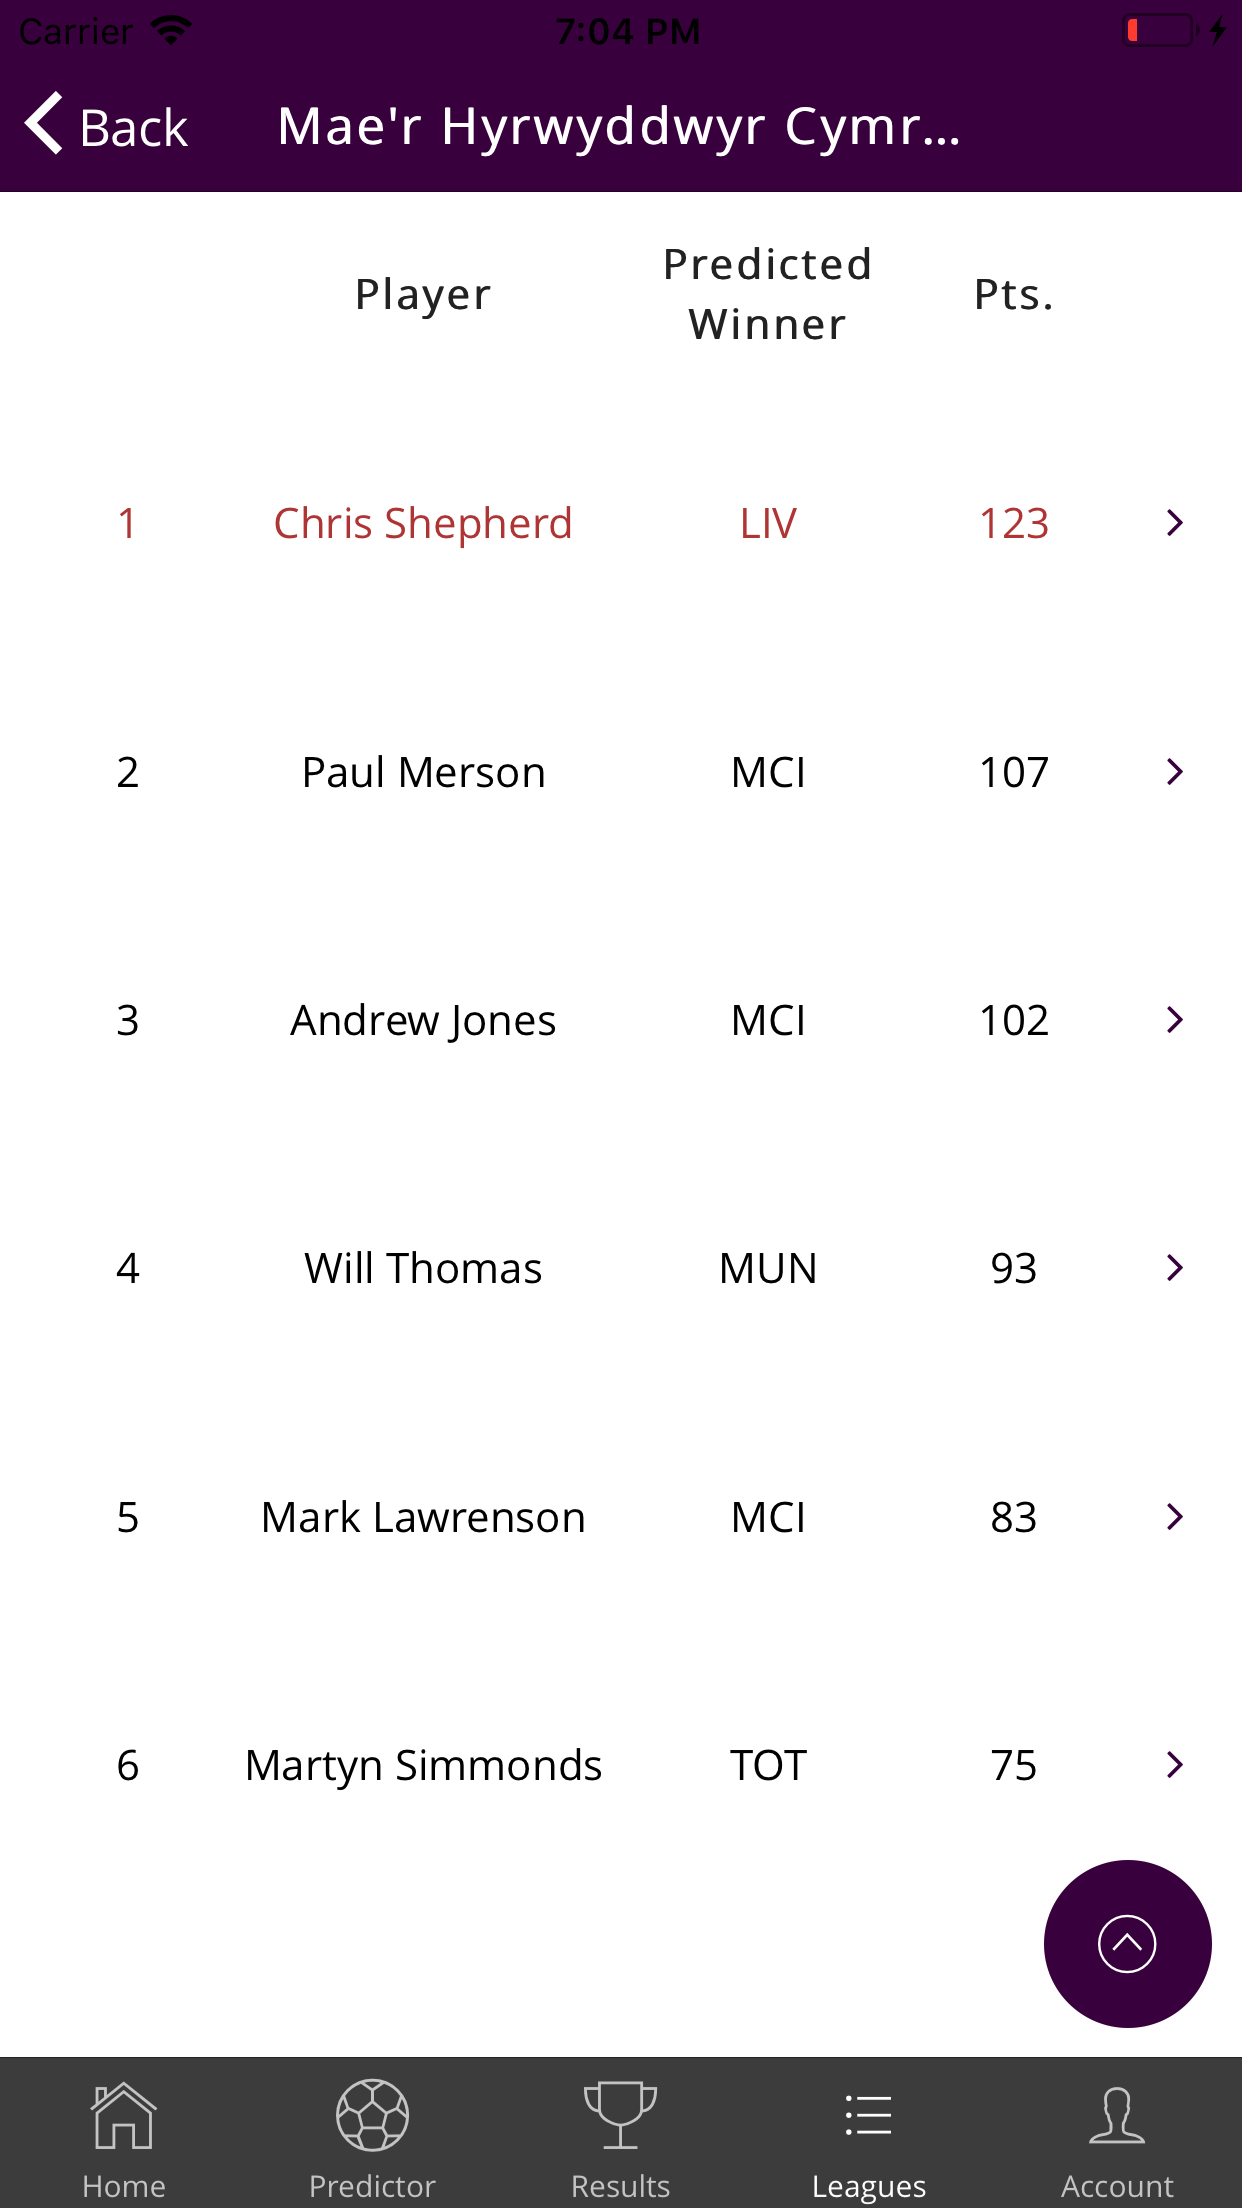 Carrier 7:04 PM
Back Mae'r Hyrwyddwyr Cymr...
Player Predicted Winner Pts.
1 Chris Shepherd LIV 123
2 Paul Merson MCI 107
3 Andrew Jones MCI 102
4 Will Thomas MUN 93
5 Mark Lawrenson MCI 83
6 Martyn Simmonds TOT 75
Home Predictor Results Leagues Account